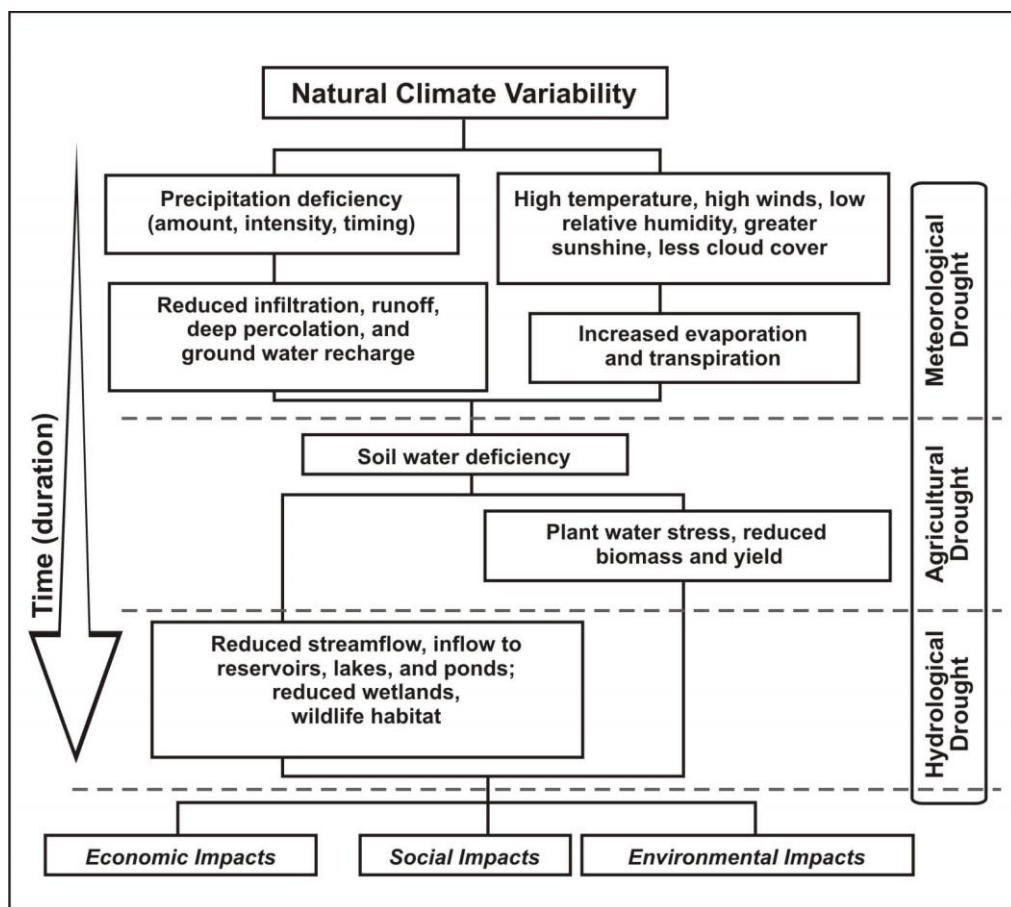 Natural Climate Variability
Precipitation deficiency
(amount, intensity, timing)
High temperature, high winds, low
relative humidity, greater
sunshine, less cloud cover
Reduced infiltration, runoff,
deep percolation, and
ground water recharge
Increased evaporation
and transpiration
Meteorological
Drought
Time (duration)
Soil water deficiency
Plant water stress, reduced
biomass and yield
Agricultural
Drought
Reduced streamflow, inflow to
reservoirs, lakes, and ponds;
reduced wetlands,
wildlife habitat
Hydrological
Drought
Economic Impacts
Social Impacts
Environmental Impacts